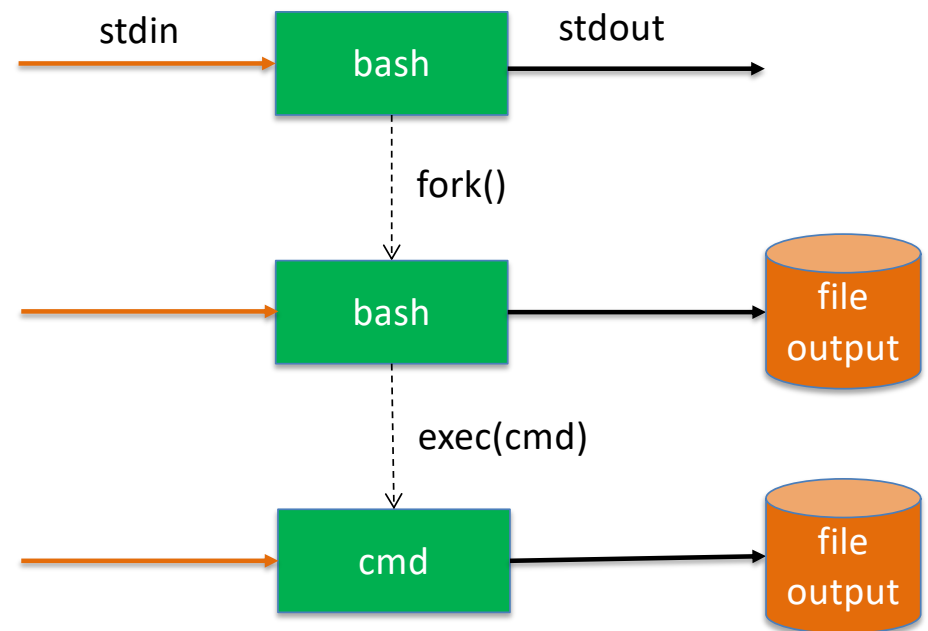 stdin
bash
stdout
fork()
bash
file
output
exec(cmd)
cmd
file
output